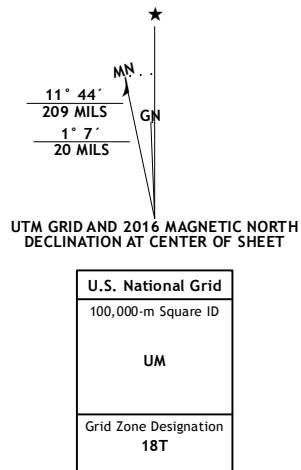 MN
GN
11° 44´
209 MILS
1° 7´
20 MILS
UTM GRID AND 2016 MAGNETIC NORTH
DECLINATION AT CENTER OF SHEET
U.S. National Grid
100,000-m Square ID
UM
Grid Zone Designation
18T